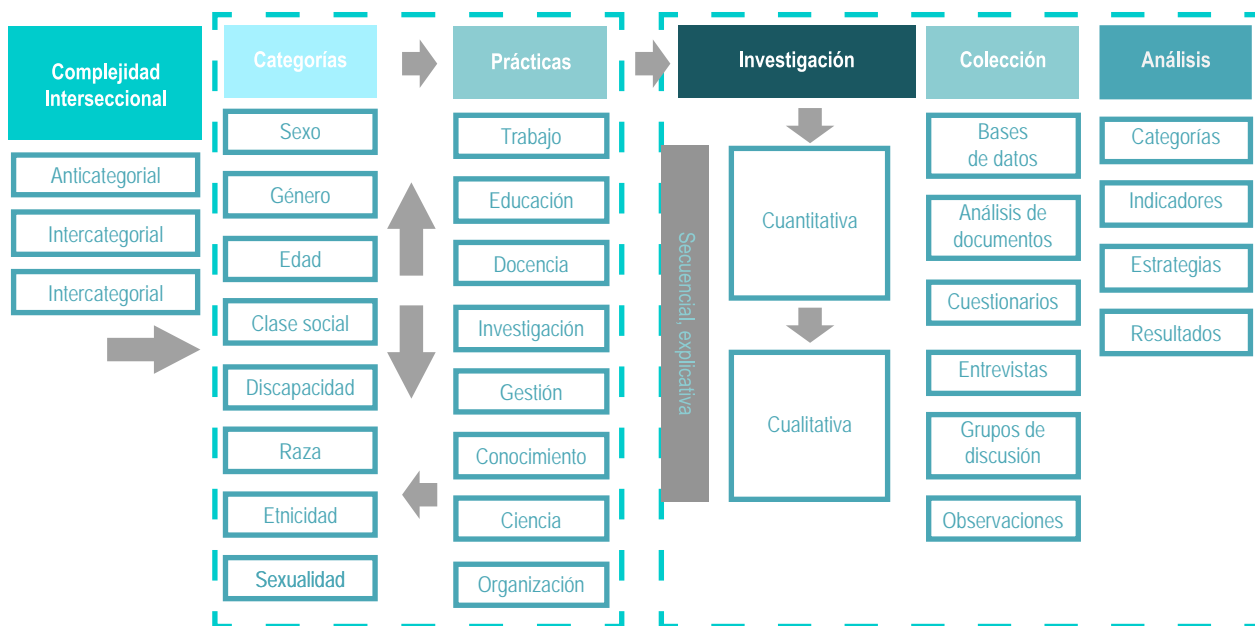 Complejidad
Interseccional
Anticategorial
Intercategorial
Intercategorial
Categorías
Sexo
Género
Edad
Clase social
Discapacidad
Raza
Etnicidad
Sexualidad
Prácticas
Trabajo
Educación
Docencia
Investigación
Gestión
Conocimiento
Ciencia
Organización
Investigación
Secuencial, explicativa
Cuantitativa
Cualitativa
Colección
Bases
de datos
Análisis de
documentos
Cuestionarios
Entrevistas
Grupos de
discusión
Observaciones
Análisis
Categorías
Indicadores
Estrategias
Resultados